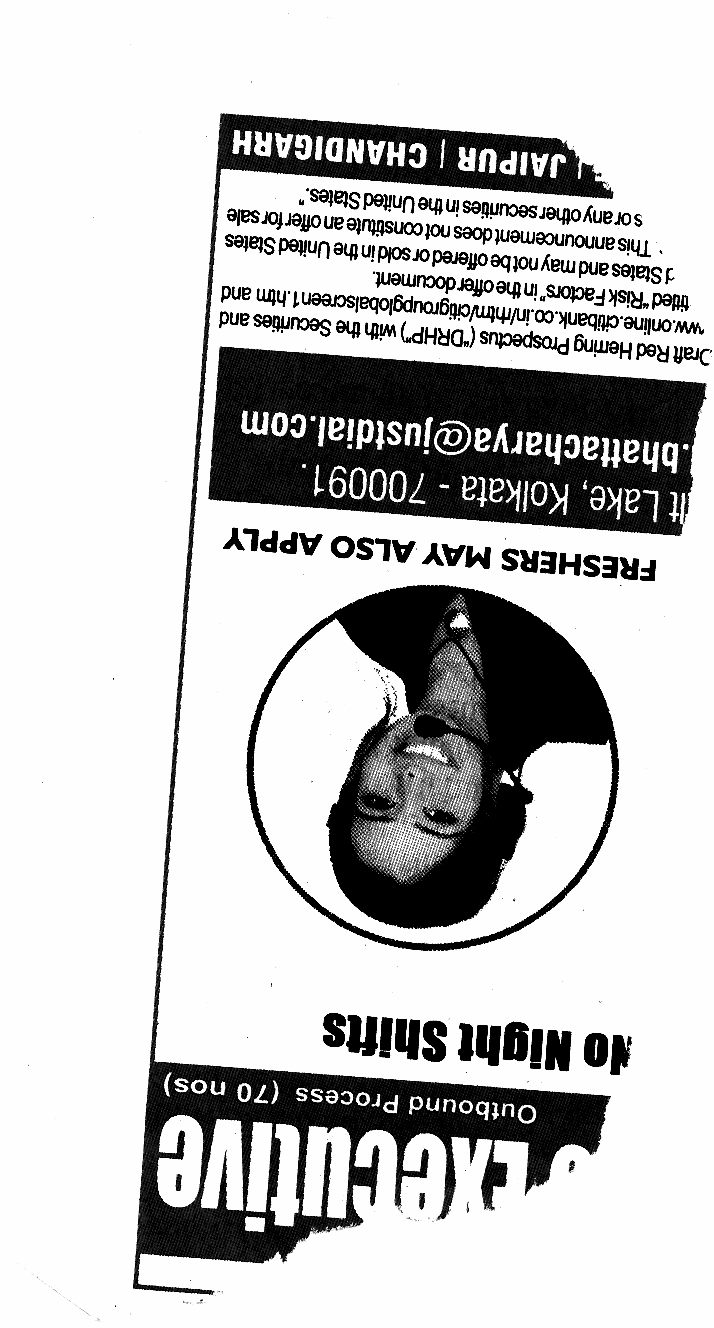 Executive
Outbound Process (70 nos)
No Night Shifts
FRESHERS MAY ALSO APPLY
lt Lake, Kolkata - 700091.
.bhattacharya@justdial.com
Draft Red Herring Prospectus ("DRHP") with the Securities and
ww.online.citibank.co.in/rhtm/citigroupglobalscreen1.htm and
titled "Risk Factors" in the offer document.
d States and may not be offered or sold in the United States
. This announcement does not constitute an offer for sale
s or any other securities in the United States."
| JAIPUR | CHANDIGARH